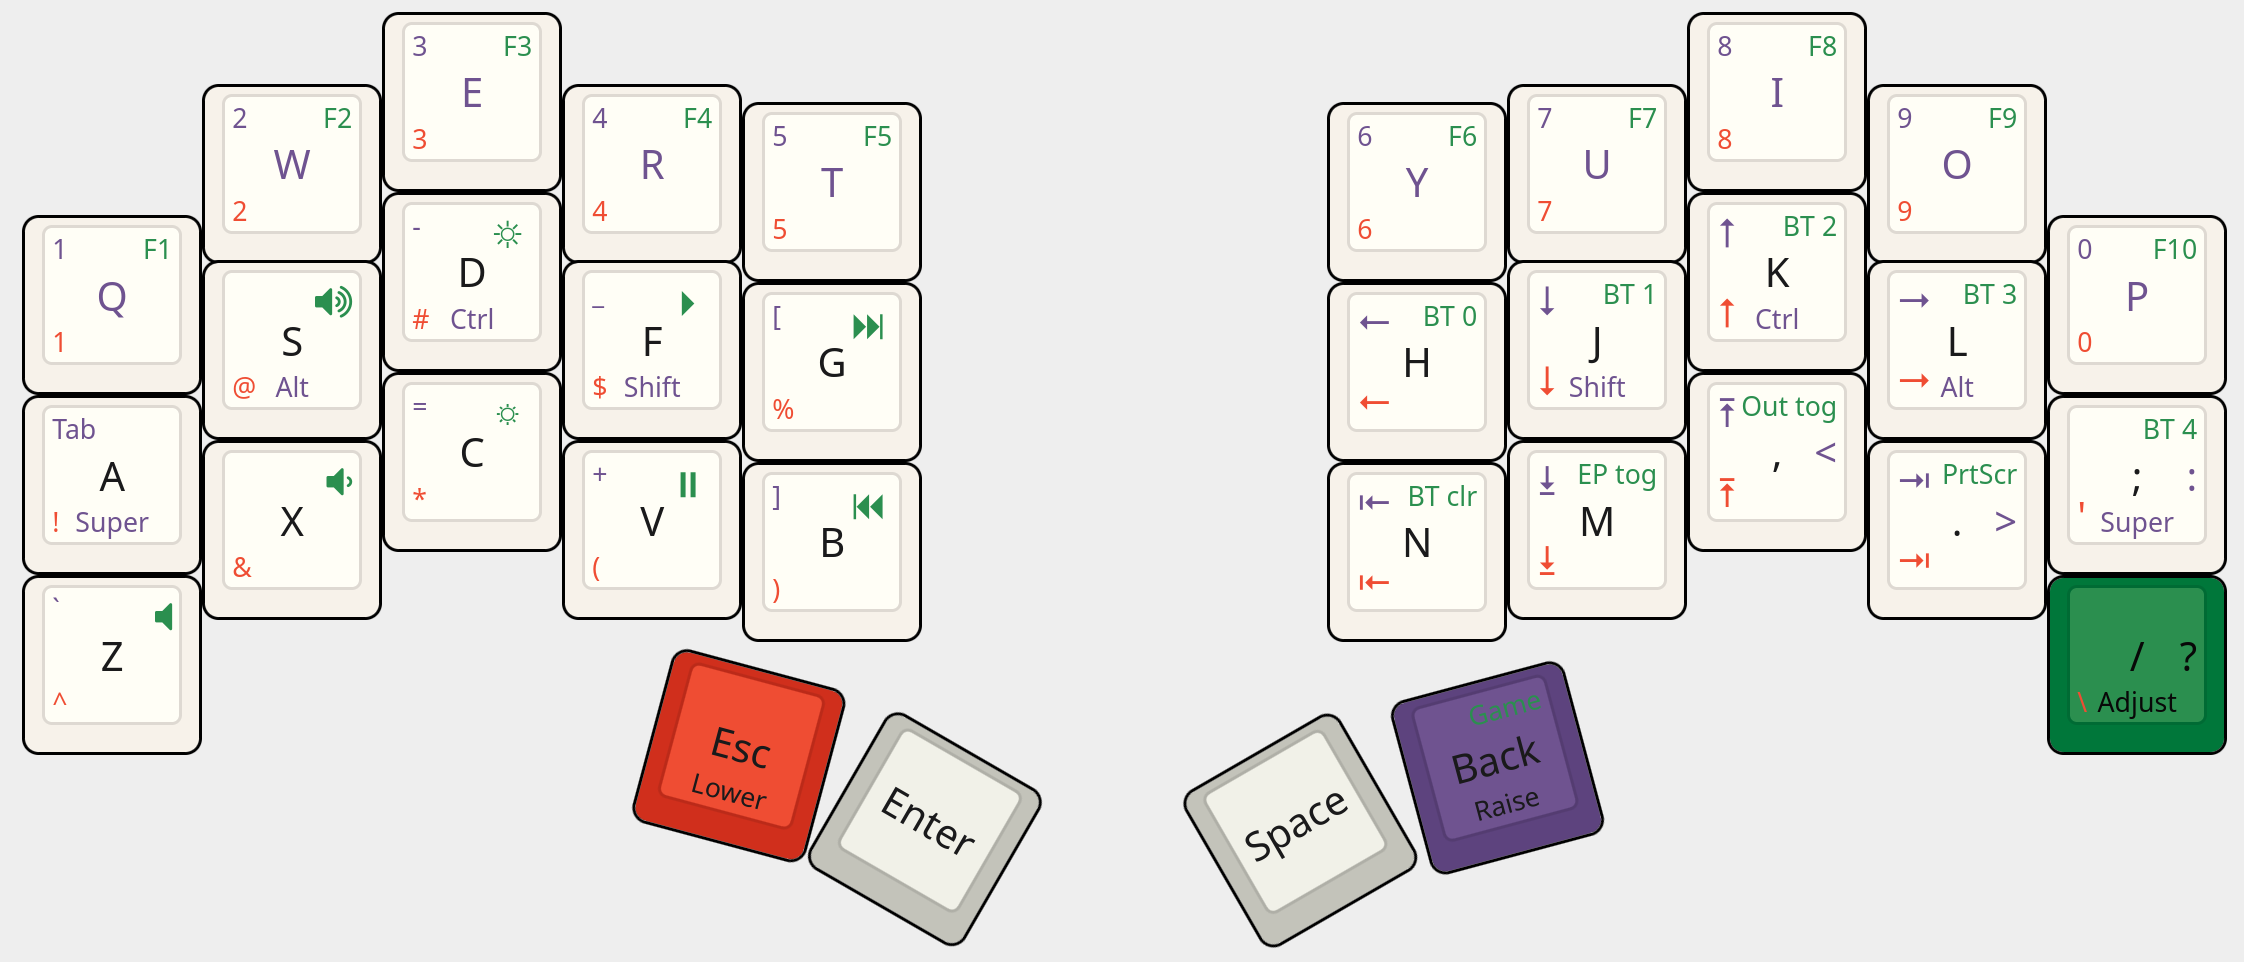 1 F1
Q
1
2 F2
W
2
3 F3
E
3
4 F4
R
4
5 F5
T
5
6 F6
Y
6
7 F7
U
7
8 F8
I
8
9 F9
O
9
0 F10
P
0
Tab
A
! Super
S
@ Alt
-
D
# Ctrl
_
F
$ Shift
[
G
%
← BT 0
H
←
↓ BT 1
J
↓ Shift
↑ BT 2
K
↑ Ctrl
→ BT 3
L
→ Alt
BT 4
; :
' Super
`
Z
^
X
&
=
C
*
+
V
(
]
B
)
BT clr
N
EP tog
M
Out tog
, <
PrtScr
. >
/ ?
\ Adjust
Esc
Lower
Enter
Space
Game
Back
Raise